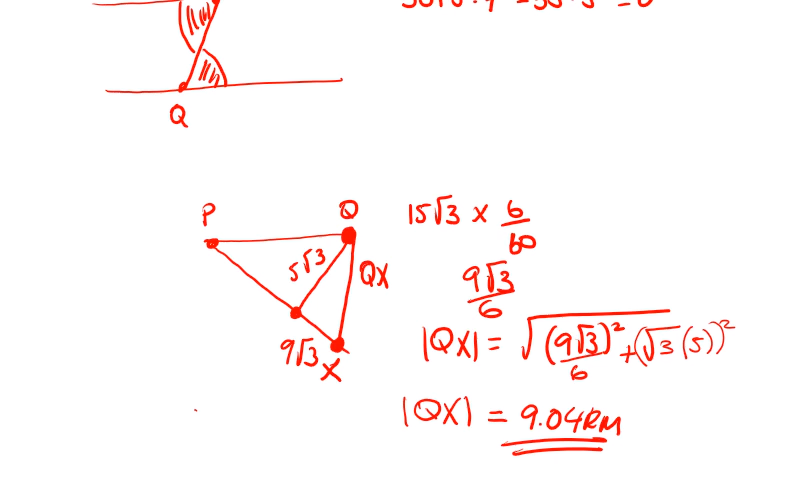 Q
P Q 15√3 × 6/60
5√3 QX
9√3/6
9√3 X |QX| = √((9√3/6)² + (√3(5))²
|QX| = 9.04km